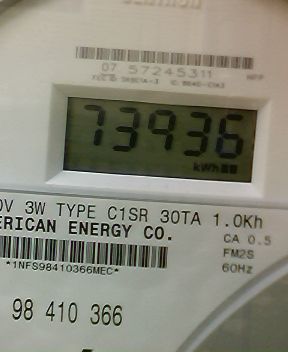 07 57245311
73936
kWh
0V 3W TYPE C1SR 30TA 1.0Kh
ERICAN ENERGY CO.
CA 0.5
FM2S
*1NFS98410366MEC*
60Hz
98 410 366